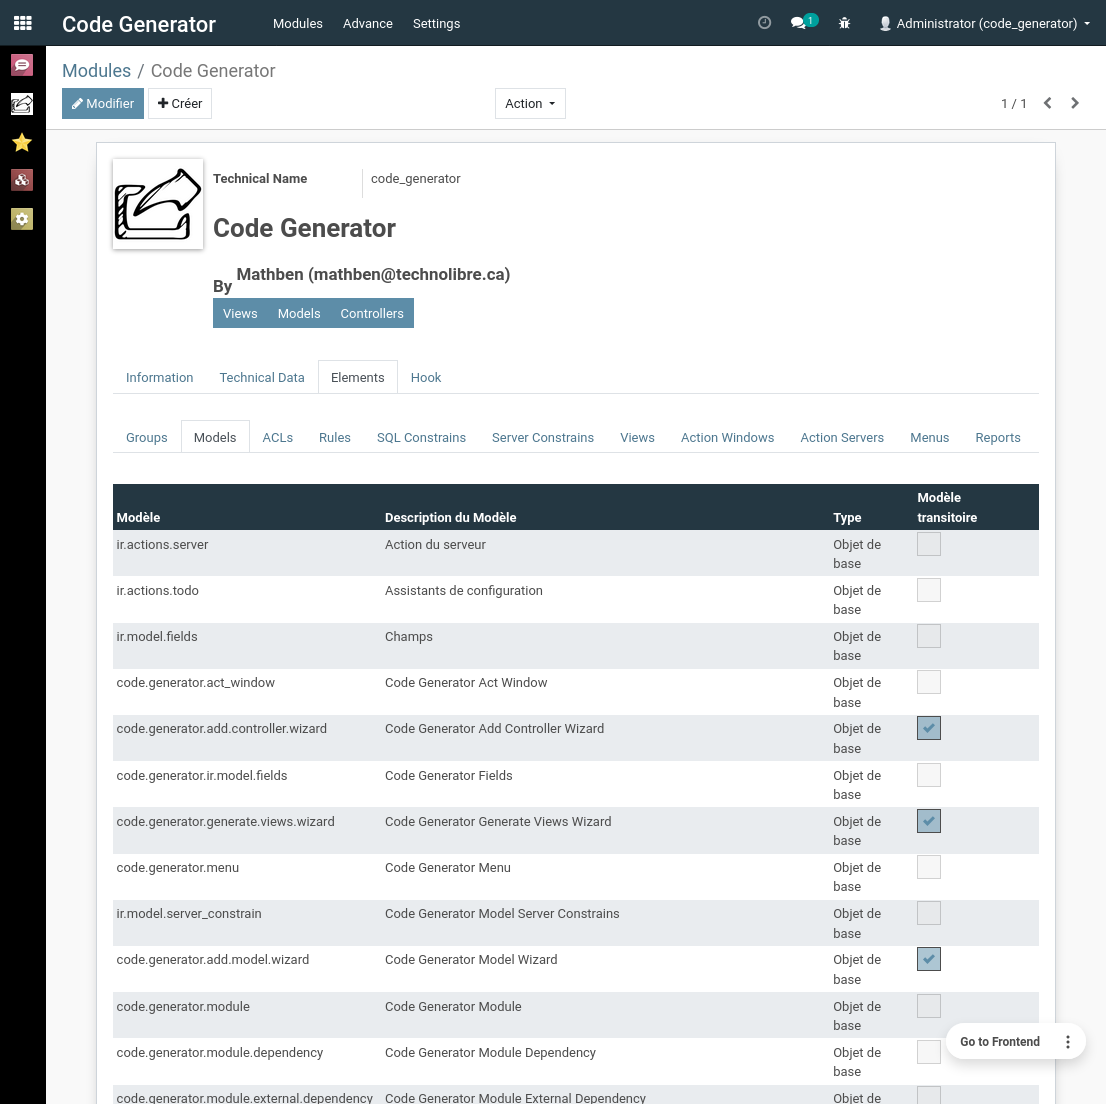 Code Generator Modules Advance Settings 1 Administrator (code_generator)
Modules / Code Generator
Modifier Créer Action 1 / 1
Technical Name code_generator
Code Generator
By Mathben (mathben@technolibre.ca)
Views Models Controllers
Information Technical Data Elements Hook
Groups Models ACLs Rules SQL Constrains Server Constrains Views Action Windows Action Servers Menus Reports
Modèle Description du Modèle Type Modèle
transitoire
ir.actions.server Action du serveur Objet de
base
ir.actions.todo Assistants de configuration Objet de
base
ir.model.fields Champs Objet de
base
code.generator.act_window Code Generator Act Window Objet de
base
code.generator.add.controller.wizard Code Generator Add Controller Wizard Objet de
base
code.generator.ir.model.fields Code Generator Fields Objet de
base
code.generator.generate.views.wizard Code Generator Generate Views Wizard Objet de
base
code.generator.menu Code Generator Menu Objet de
base
ir.model.server_constrain Code Generator Model Server Constrains Objet de
base
code.generator.add.model.wizard Code Generator Model Wizard Objet de
base
code.generator.module Code Generator Module Objet de
base
Go to Frontend
code.generator.module.dependency Code Generator Module Dependency Objet de
base
code.generator.module.external.dependency Code Generator Module External Dependency Objet de